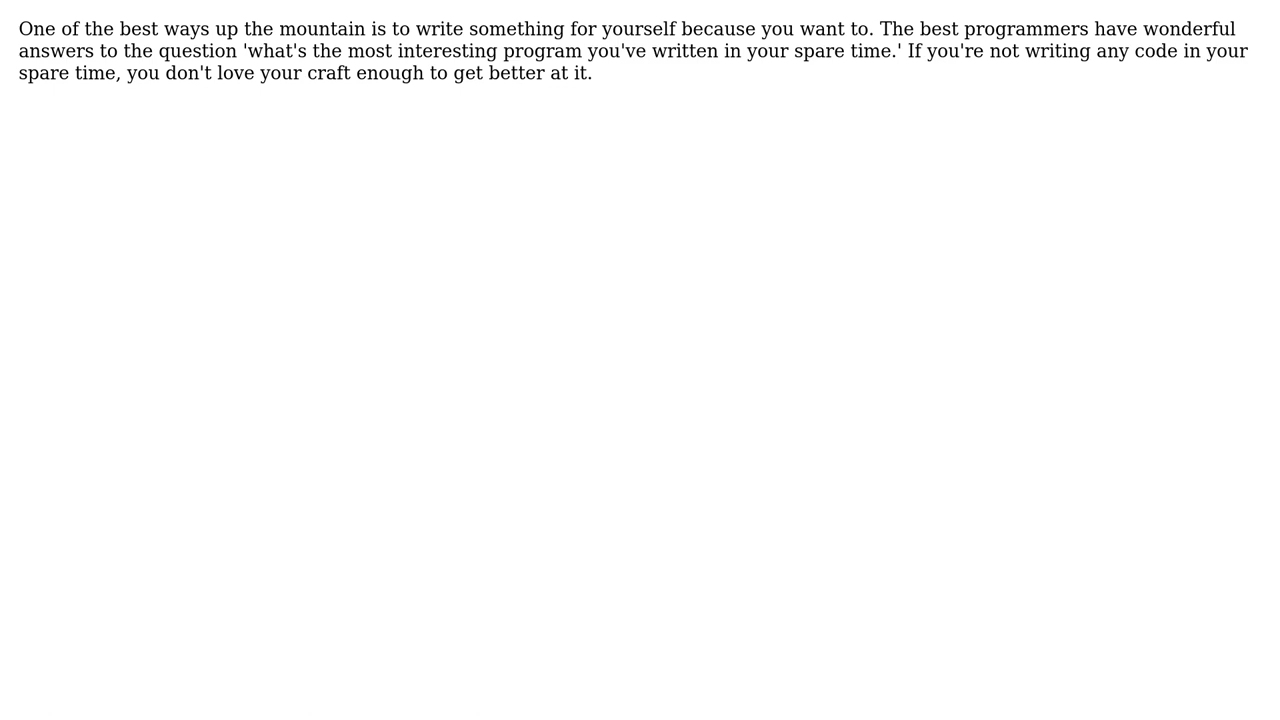 One of the best ways up the mountain is to write something for yourself because you want to. The best programmers have wonderful
answers to the question 'what's the most interesting program you've written in your spare time.' If you're not writing any code in your
spare time, you don't love your craft enough to get better at it.